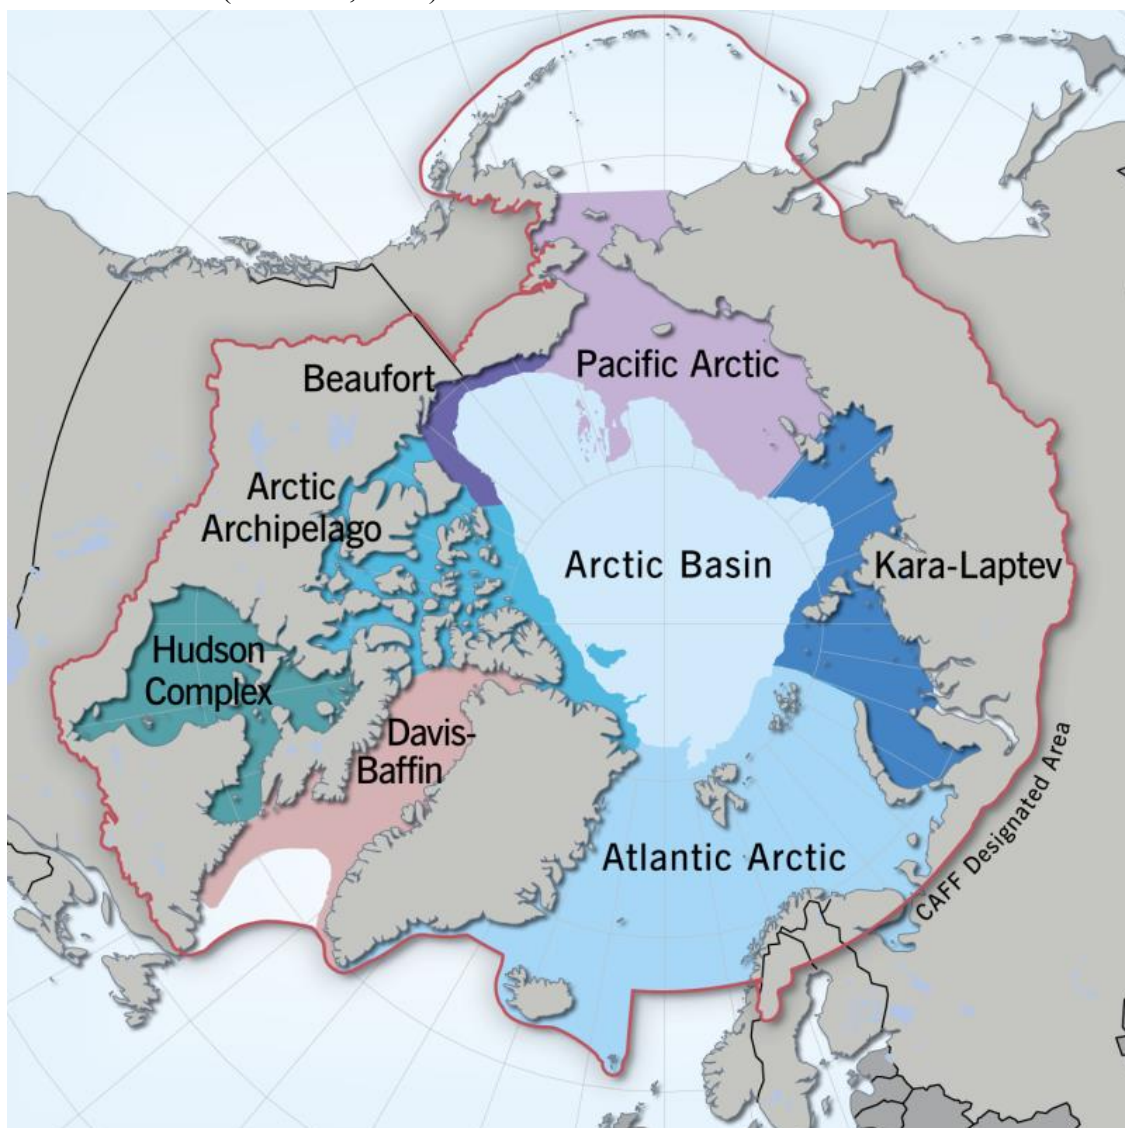 Pacific Arctic
Beaufort
Arctic
Archipelago
Arctic Basin
Kara-Laptev
Hudson
Complex
Davis-
Baffin
Atlantic Arctic
CAFF Designated Area